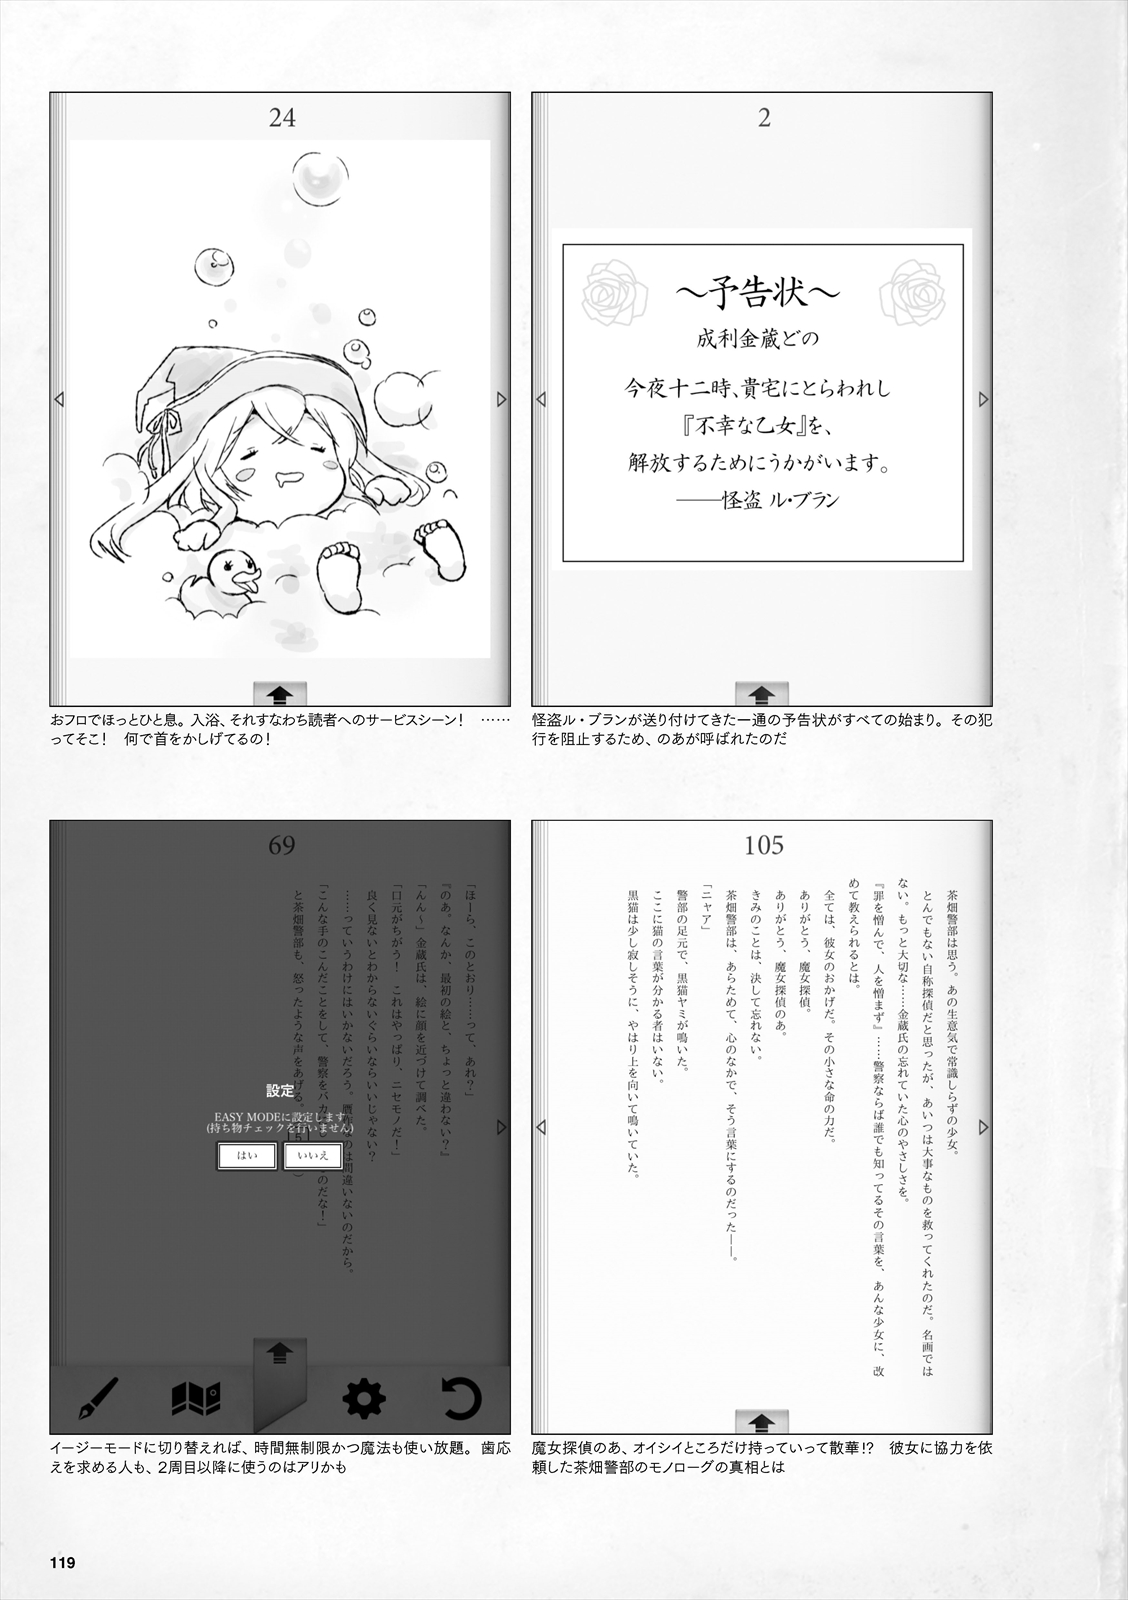 24
おフロでほっとひと息。入浴、それすなわち読者へのサービスシーン！　……
ってそこ！　何で首をかしげてるの！
2
～予告状～
成利金蔵どの
今夜十二時、貴宅にとらわれし
『不幸な乙女』を、
解放するためにうかがいます。
――怪盗 ル・ブラン
怪盗ル・ブランが送り付けてきた一通の予告状がすべての始まり。その犯
行を阻止するため、のあが呼ばれたのだ
69
「ほーら、このとおり……って、あれ？」
『のあ。なんか、最初の絵と、ちょっと違わない？』
「んん～」金蔵氏は、絵に顔を近づけて調べた。
「口元がちがう！　これはやっぱり、ニセモノだ！」
良く見ないとわからないぐらいならいいじゃない？
……っていうわけにはいかないだろう。贋作なのは間違いないのだから。
「こんな手のこんだことをして、警察をバカ のだな！」
と茶畑警部も、怒ったような声をあげる。
設定
EASY MODEに設定します
(持ち物チェックを行いません)
はい
いいえ
イージーモードに切り替えれば、時間無制限かつ魔法も使い放題。歯応
えを求める人も、2周目以降に使うのはアリかも
105
茶畑警部は思う。あの生意気で常識しらずの少女。
とんでもない自称探偵だと思ったが、あいつは大事なものを救ってくれたのだ。名画では
ない。もっと大切な……金蔵氏の忘れていた心のやさしさを。
『罪を憎んで、人を憎まず』……警察ならば誰でも知ってるその言葉を、あんな少女に、改
めて教えられるとは。
全ては、彼女のおかげだ。その小さな命の力だ。
ありがとう、魔女探偵。
ありがとう、魔女探偵のあ。
きみのことは、決して忘れない。
茶畑警部は、あらためて、心のなかで、そう言葉にするのだった――。
「ニャア」
警部の足元で、黒猫ヤミが鳴いた。
ここに猫の言葉が分かる者はいない。
黒猫は少し寂しそうに、やはり上を向いて鳴いていた。
魔女探偵のあ、オイシイところだけ持っていって散華!?　彼女に協力を依
頼した茶畑警部のモノローグの真相とは
119